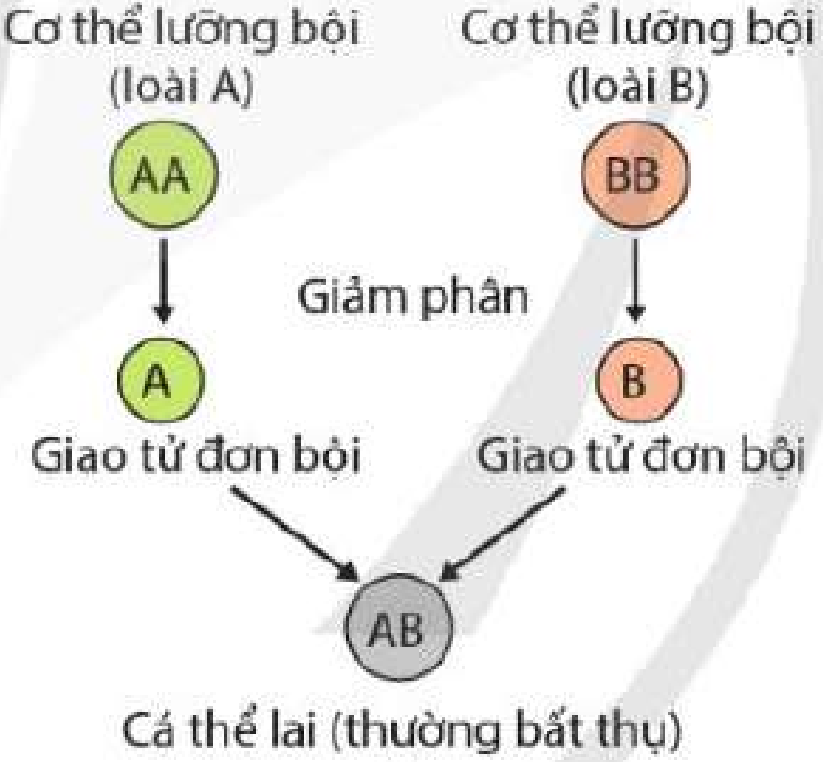 Cơ thể lưỡng bội Cơ thể lưỡng bội
(loài A) (loài B)
AA BB
Giảm phân
A B
Giao tử đơn bội Giao tử đơn bội
AB
Cá thể lai (thường bất thụ)